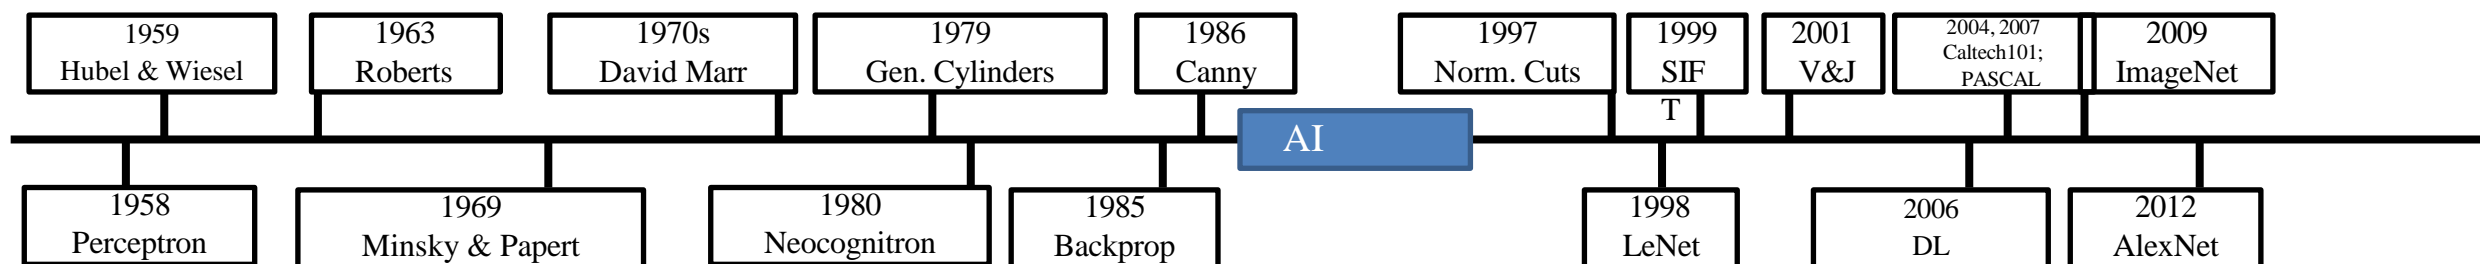 1959
Hubel & Wiesel
1963
Roberts
1970s
David Marr
1979
Gen. Cylinders
1986
Canny
1997
Norm. Cuts
1999
SIF
T
2001
V&J
2004, 2007
Caltech101;
PASCAL
2009
ImageNet
AI
1958
Perceptron
1969
Minsky & Papert
1980
Neocognitron
1985
Backprop
1998
LeNet
2006
DL
2012
AlexNet